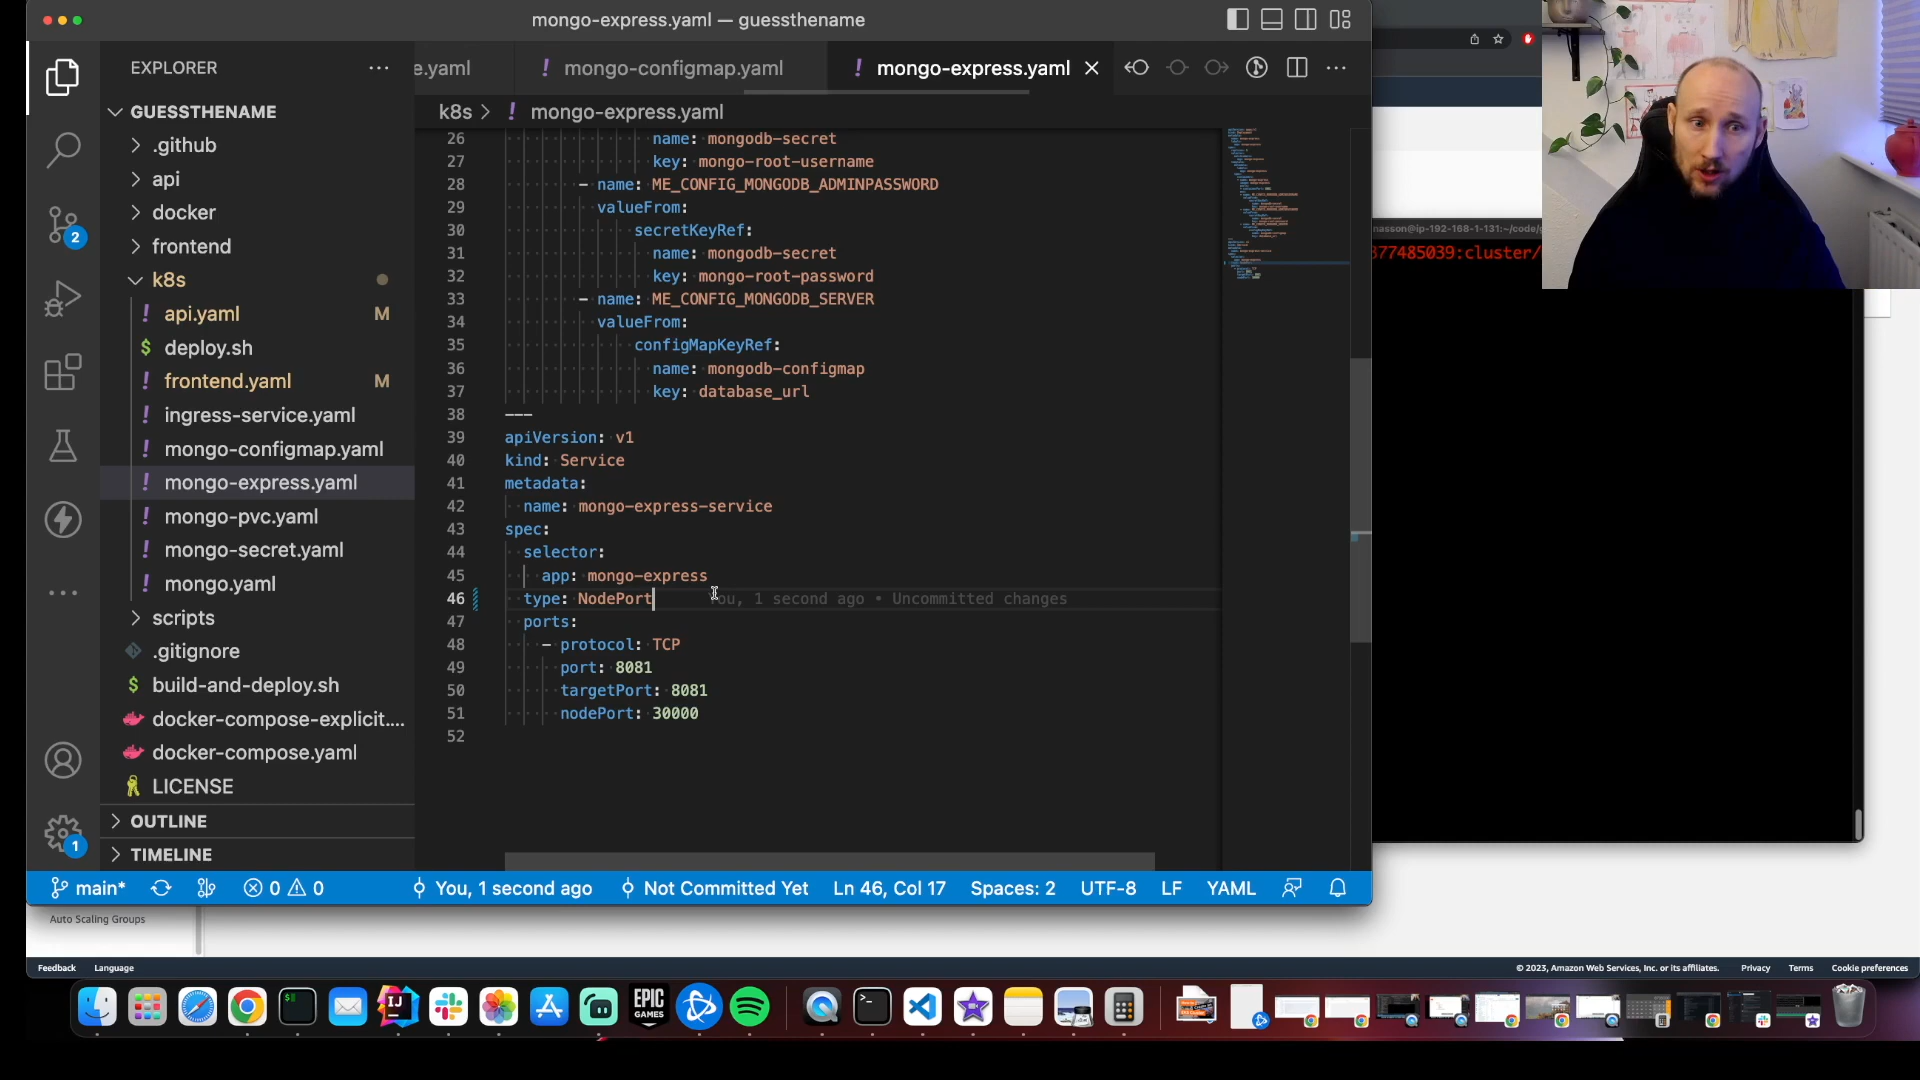 mongo-express.yaml — guessthename
EXPLORER
e.yaml
mongo-configmap.yaml
mongo-express.yaml
GUESSTHENAME
k8s > ! mongo-express.yaml
.github
api
docker
frontend
k8s
api.yaml M
deploy.sh
frontend.yaml M
ingress-service.yaml
mongo-configmap.yaml
mongo-express.yaml
mongo-pvc.yaml
mongo-secret.yaml
mongo.yaml
scripts
.gitignore
build-and-deploy.sh
docker-compose-explicit....
docker-compose.yaml
LICENSE
OUTLINE
TIMELINE
2
1
26 name: mongodb-secret
27 key: mongo-root-username
28 - name: ME_CONFIG_MONGODB_ADMINPASSWORD
29 valueFrom:
30 secretKeyRef:
31 name: mongodb-secret
32 key: mongo-root-password
33 - name: ME_CONFIG_MONGODB_SERVER
34 valueFrom:
35 configMapKeyRef:
36 name: mongodb-configmap
37 key: database_url
38 ---
39 apiVersion: v1
40 kind: Service
41 metadata:
42 name: mongo-express-service
43 spec:
44 selector:
45 app: mongo-express
46 type: NodePort You, 1 second ago • Uncommitted changes
47 ports:
48 - protocol: TCP
49 port: 8081
50 targetPort: 8081
51 nodePort: 30000
52
nasson@ip-192-168-1-131:~/code/g
377485039:cluster/
main* 0 0 You, 1 second ago Not Committed Yet Ln 46, Col 17 Spaces: 2 UTF-8 LF YAML
Auto Scaling Groups
Feedback Language © 2023, Amazon Web Services, Inc. or its affiliates. Privacy Terms Cookie preferences
EPIC
GAMES